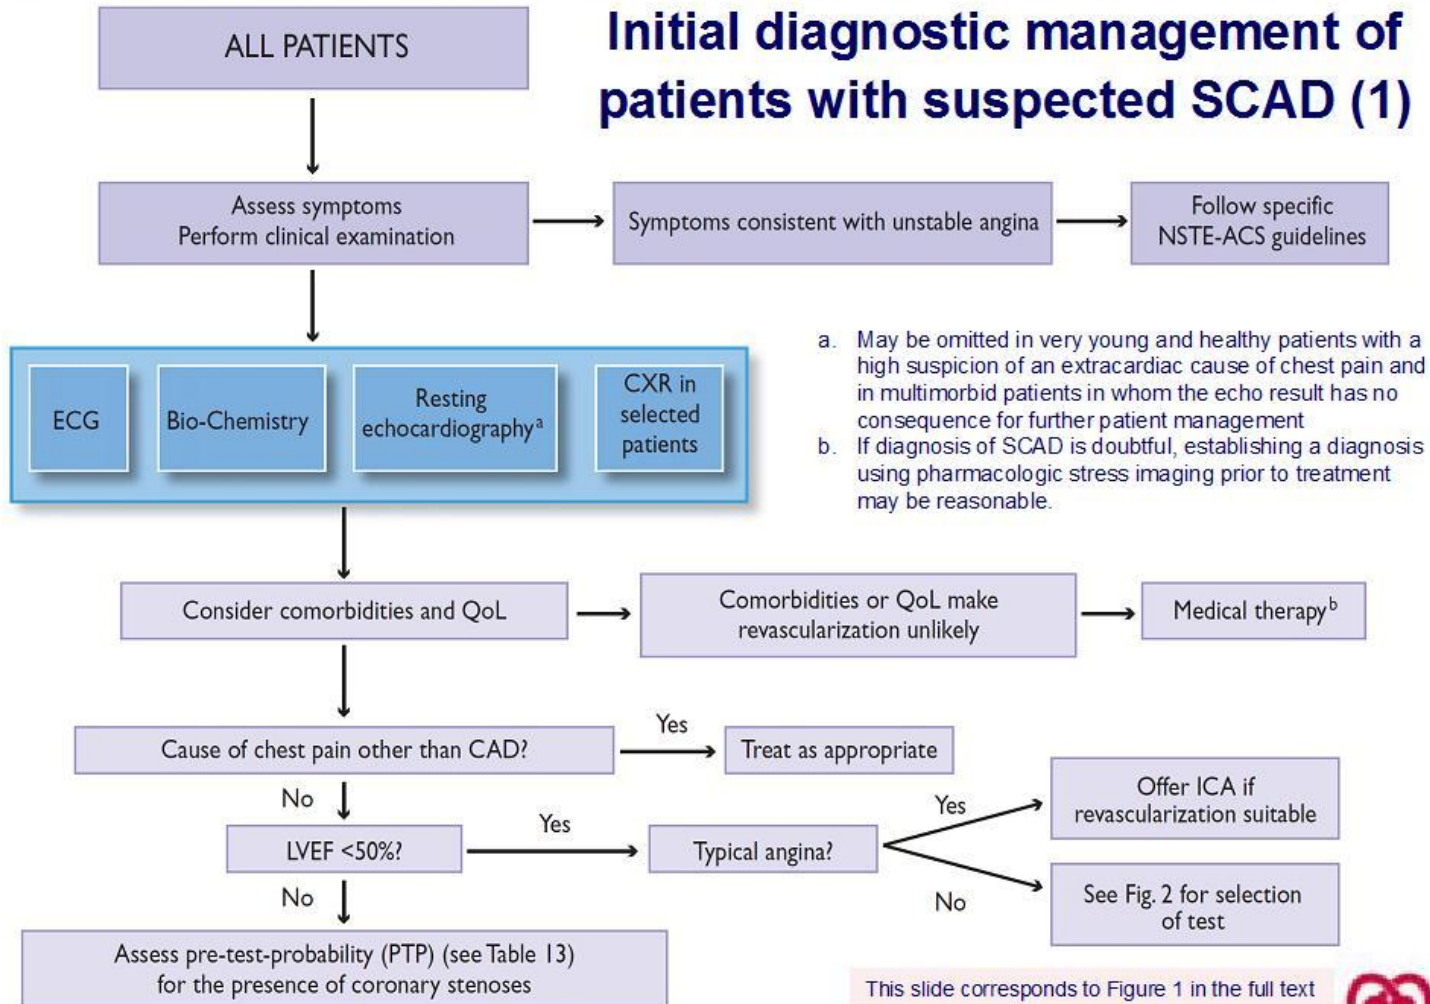 Initial diagnostic management of
patients with suspected SCAD (1)
ALL PATIENTS
Assess symptoms
Perform clinical examination
Symptoms consistent with unstable angina
Follow specific
NSTE-ACS guidelines
ECG
Bio-Chemistry
Resting
echocardiographyᵃ
CXR in
selected
patients
a. May be omitted in very young and healthy patients with a
high suspicion of an extracardiac cause of chest pain and
in multimorbid patients in whom the echo result has no
consequence for further patient management
b. If diagnosis of SCAD is doubtful, establishing a diagnosis
using pharmacologic stress imaging prior to treatment
may be reasonable.
Consider comorbidities and QoL
Comorbidities or QoL make
revascularization unlikely
Medical therapyᵇ
Cause of chest pain other than CAD?
Yes
Treat as appropriate
No
LVEF <50%?
Yes
Typical angina?
Yes
Offer ICA if
revascularization suitable
No
See Fig. 2 for selection
of test
No
Assess pre-test-probability (PTP) (see Table 13)
for the presence of coronary stenoses
This slide corresponds to Figure 1 in the full text